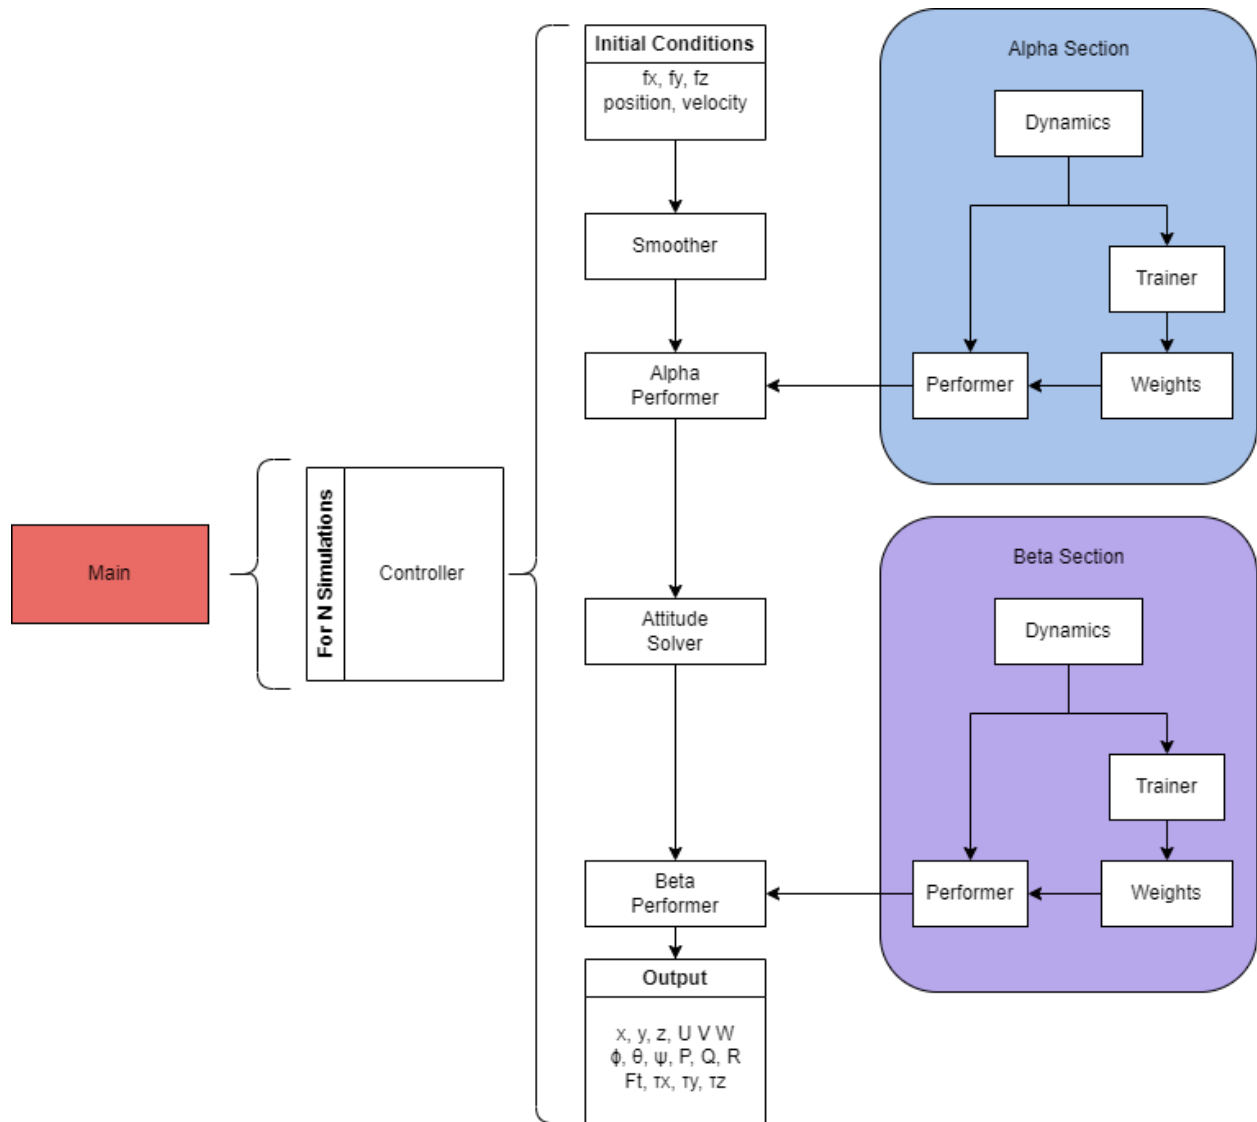 Main
For N Simulations
Controller
Initial Conditions
fx, fy, fz
position, velocity
Smoother
Alpha
Performer
Attitude
Solver
Beta
Performer
Output
x, y, z, U V W
ϕ, θ, ψ, P, Q, R
Ft, τx, τy, τz
Alpha Section
Dynamics
Trainer
Performer
Weights
Beta Section
Dynamics
Trainer
Performer
Weights